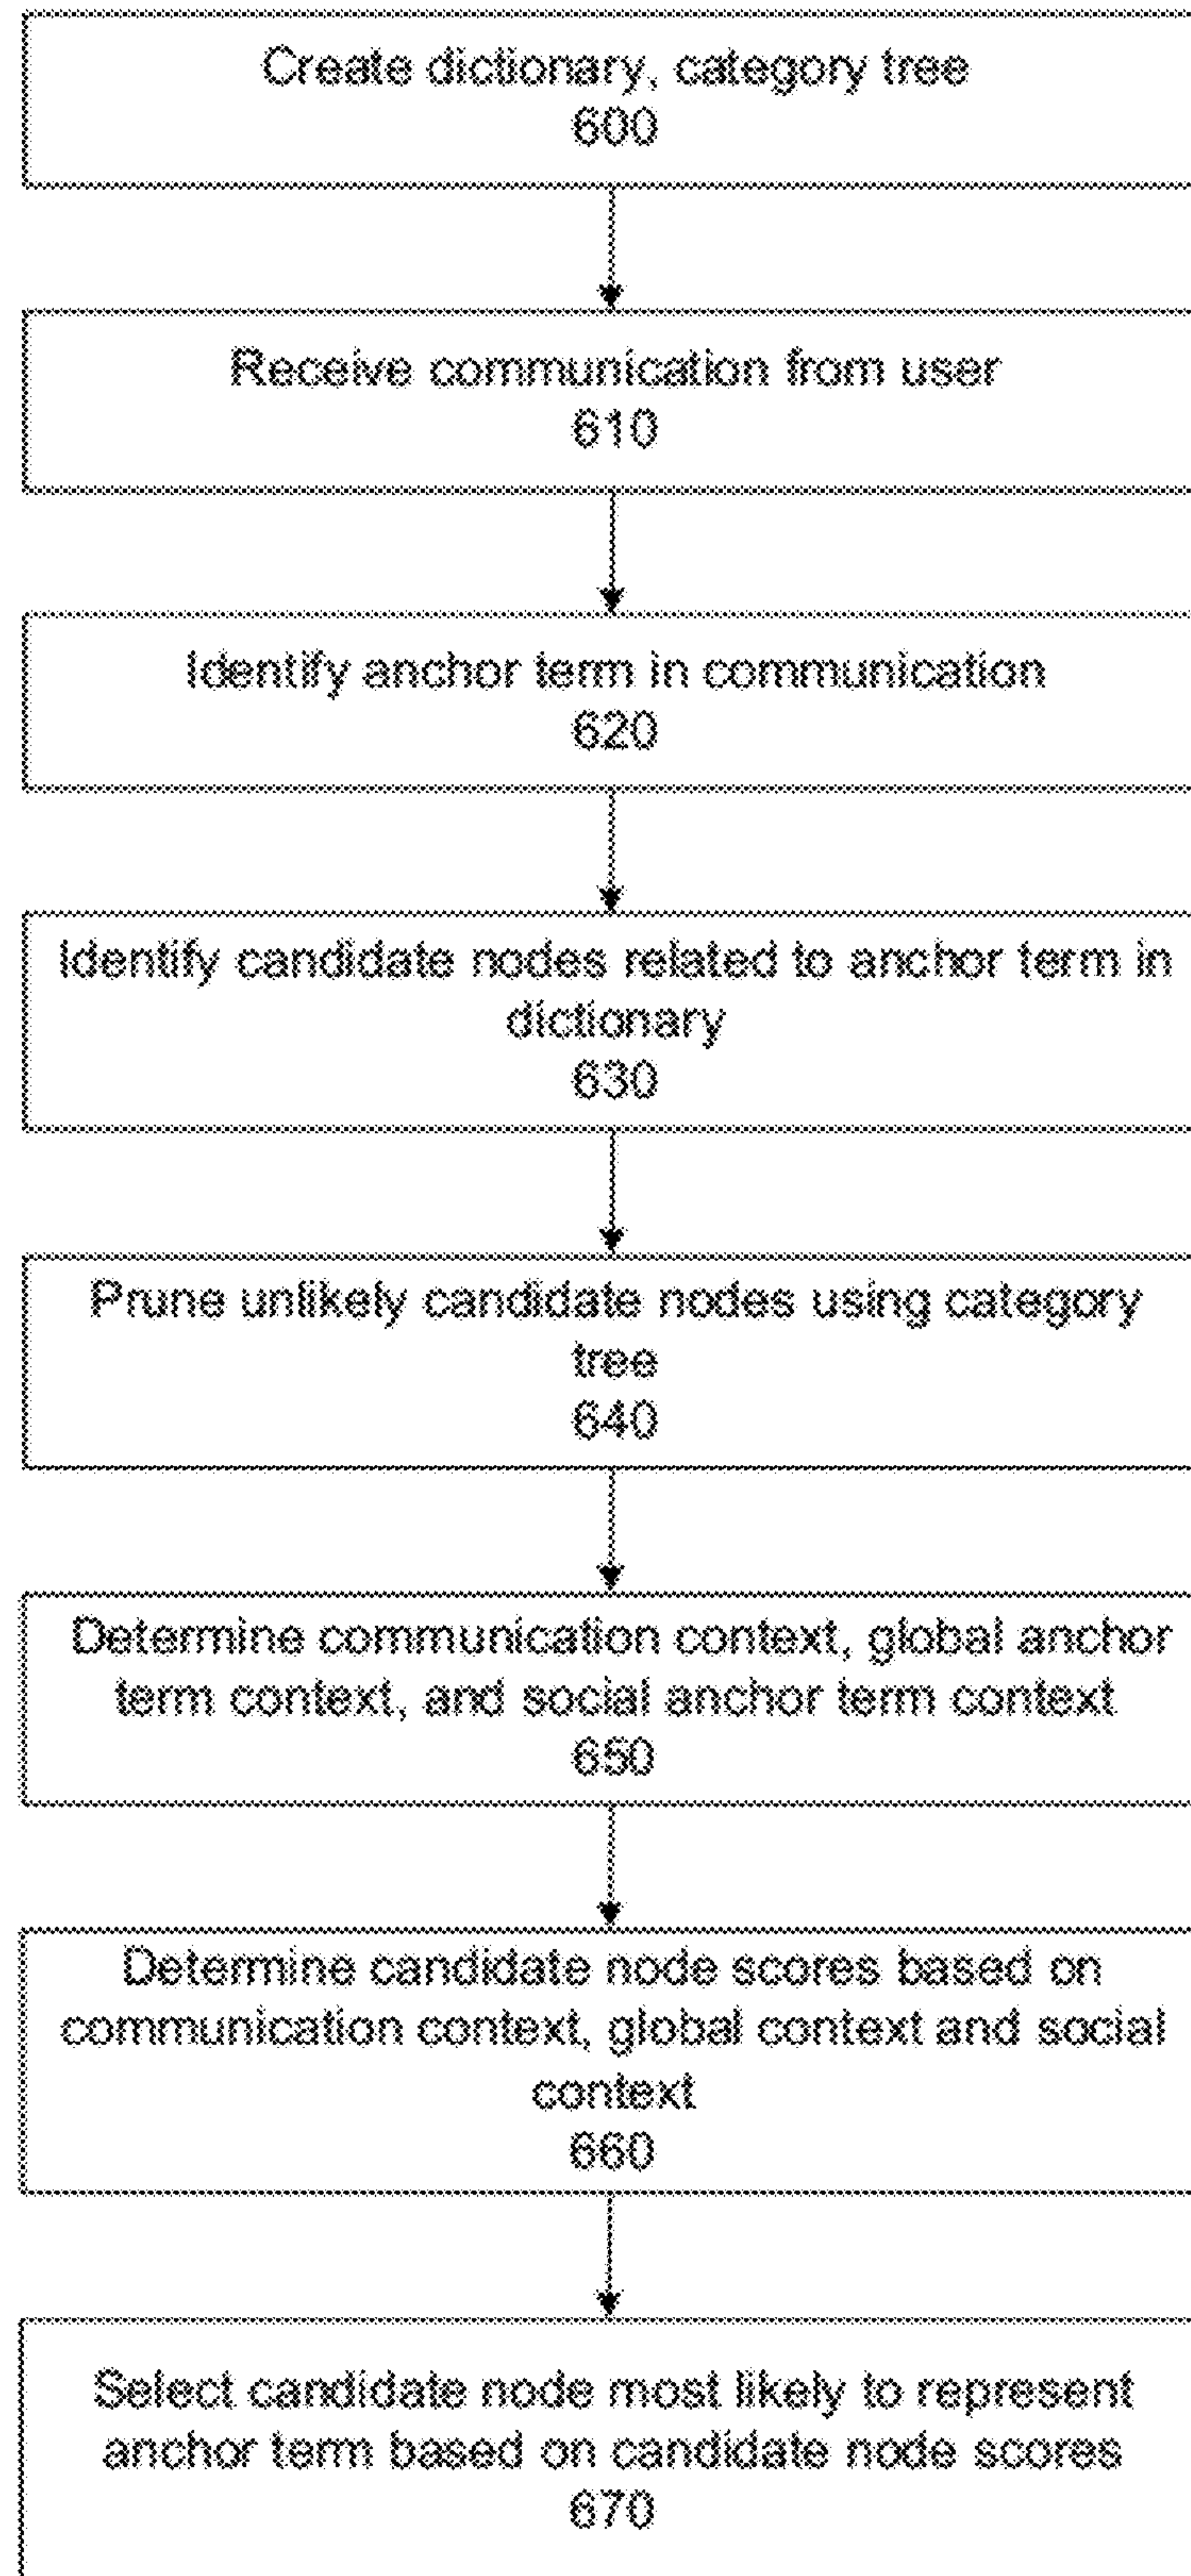 Create dictionary, category tree
600
Receive communication from user
610
Identify anchor term in communication
620
Identify candidate nodes related to anchor term in
dictionary
630
Prune unlikely candidate nodes using category
tree
640
Determine communication context, global anchor
term context, and social anchor term context
650
Determine candidate node scores based on
communication context, global context and social
context
660
Select candidate node most likely to represent
anchor term based on candidate node scores
670